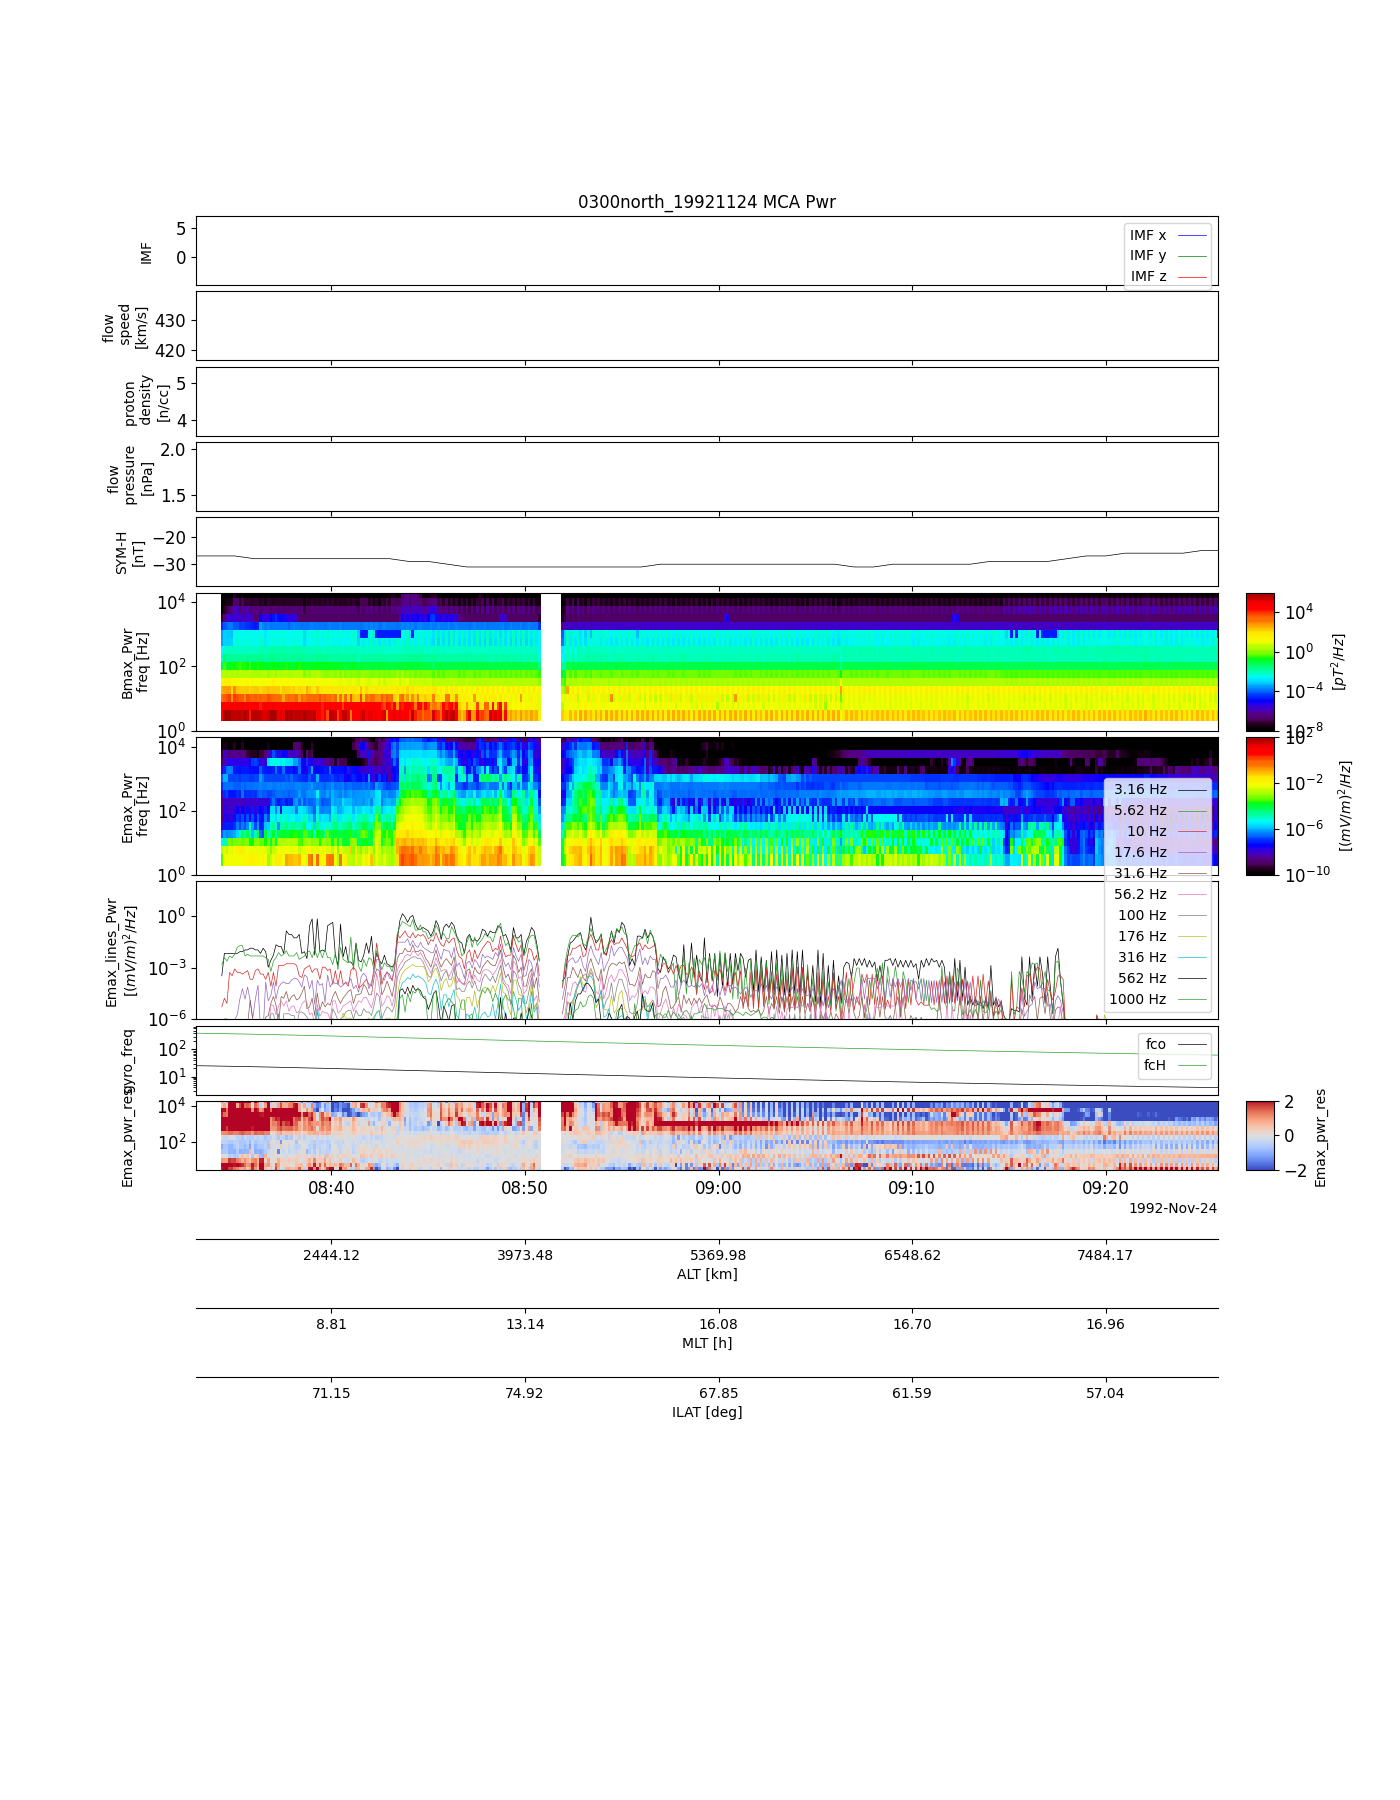 0300north_19921124 MCA Pwr
5
0
IMF
IMF x
IMF y
IMF z
430
420
flow
speed
[km/s]
5
4
proton
density
[n/cc]
2.0
1.5
flow
pressure
[nPa]
−20
−30
SYM-H
[nT]
10^4
10^2
10^0
Bmax_Pwr
freq [Hz]
10^4
10^0
10^−4
10^−8
[pT^2/Hz]
10^4
10^2
10^0
Emax_Pwr
freq [Hz]
10^2
10^−2
10^−6
10^−10
[(mV/m)^2/Hz]
3.16 Hz
5.62 Hz
10 Hz
17.6 Hz
31.6 Hz
56.2 Hz
100 Hz
176 Hz
316 Hz
562 Hz
1000 Hz
10^0
10^−3
10^−6
Emax_lines_Pwr
[(mV/m)^2/Hz]
10^2
10^1
gyro_freq
fco
fcH
10^4
10^2
Emax_pwr_res
2
0
−2
Emax_pwr_res
08:40 08:50 09:00 09:10 09:20
1992-Nov-24
2444.12 3973.48 5369.98 6548.62 7484.17
ALT [km]
8.81 13.14 16.08 16.70 16.96
MLT [h]
71.15 74.92 67.85 61.59 57.04
ILAT [deg]